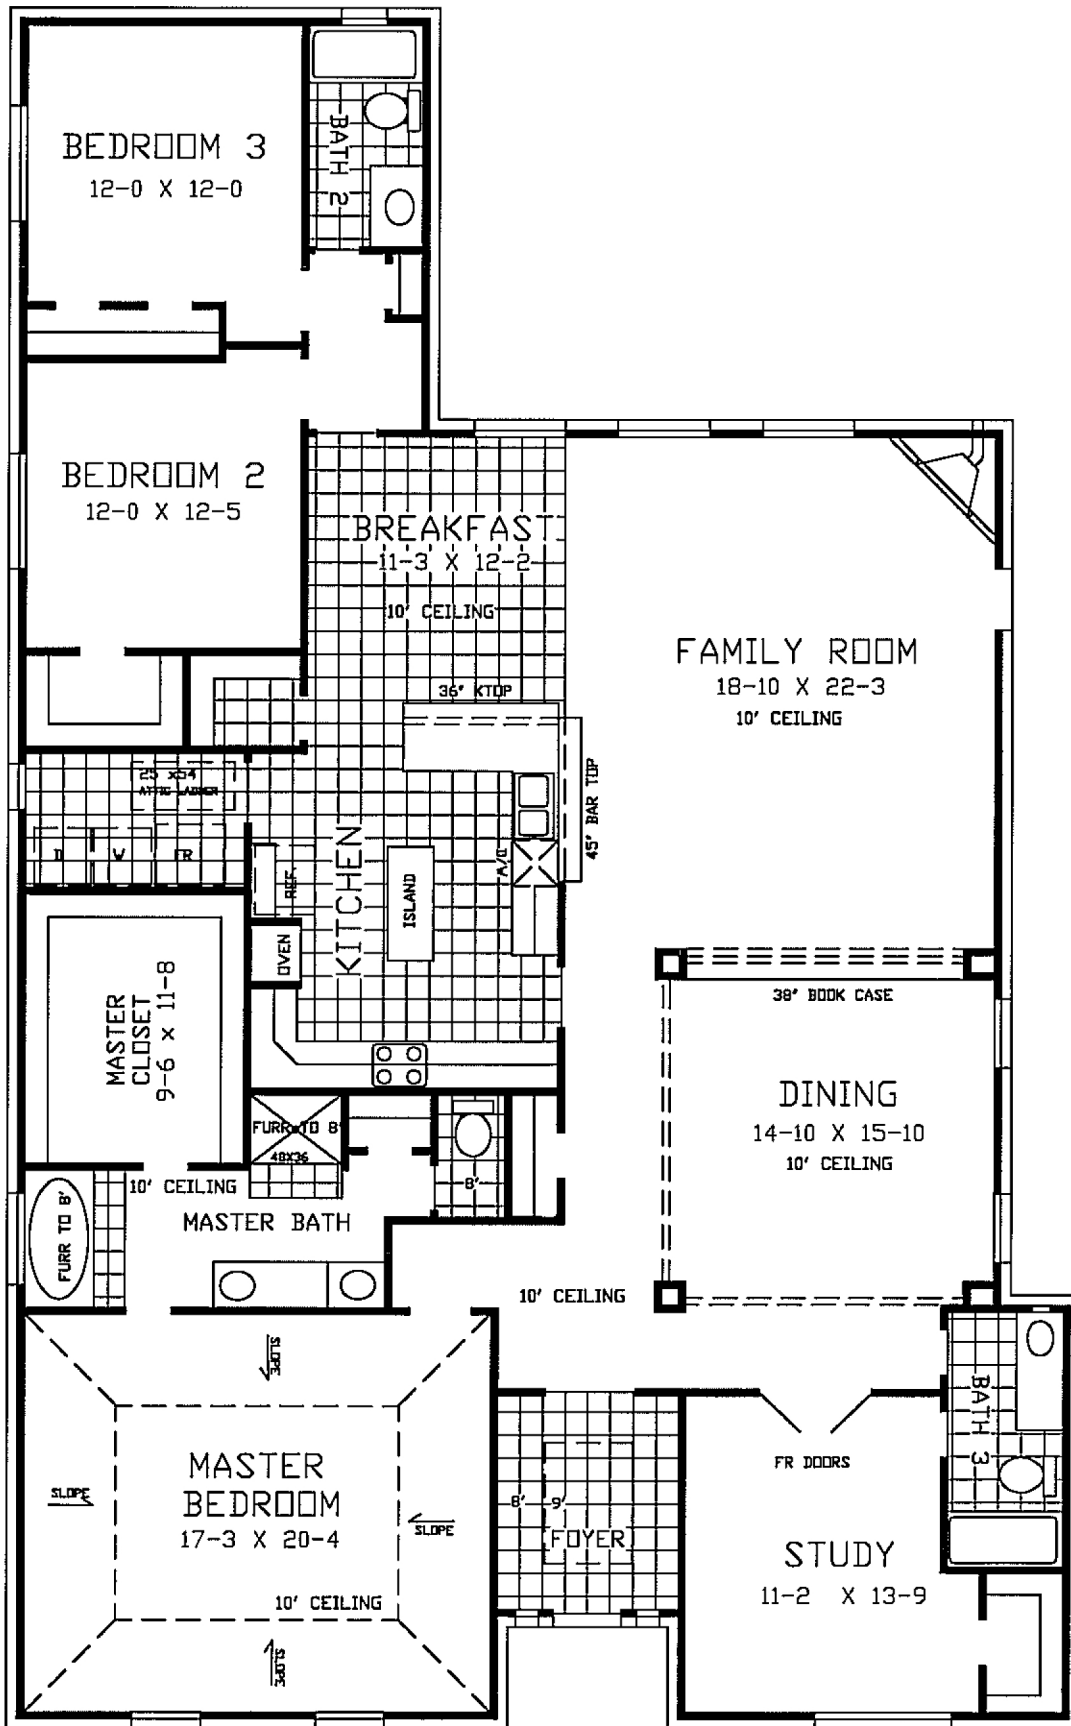 BEDROOM 3
12-0 X 12-0
BATH 2
BEDROOM 2
12-0 X 12-5
BREAKFAST
11-3 X 12-2
10' CEILING
FAMILY ROOM
18-10 X 22-3
10' CEILING
36' KTOP
45' BAR TOP
25 x54
ATTIC LADDER
D
W
FR
REF.
KITCHEN
ISLAND
D/W
OVEN
MASTER
CLOSET
9-6 x 11-8
38' BOOK CASE
DINING
14-10 X 15-10
10' CEILING
FURR TO 8'
48X36
8'
10' CEILING
MASTER BATH
FURR TO 8'
10' CEILING
SLOPE
SLOPE
MASTER
BEDROOM
17-3 X 20-4
SLOPE
10' CEILING
SLOPE
8'
9'
FOYER
BATH 3
FR DOORS
STUDY
11-2 X 13-9